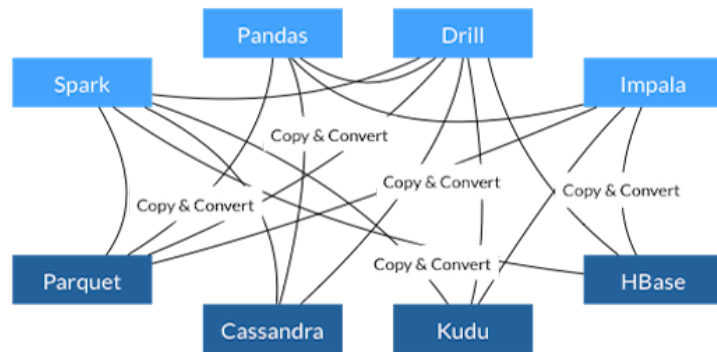 Pandas
Drill
Spark
Impala
Copy & Convert
Copy & Convert
Copy & Convert
Copy & Convert
Copy & Convert
Parquet
HBase
Cassandra
Kudu